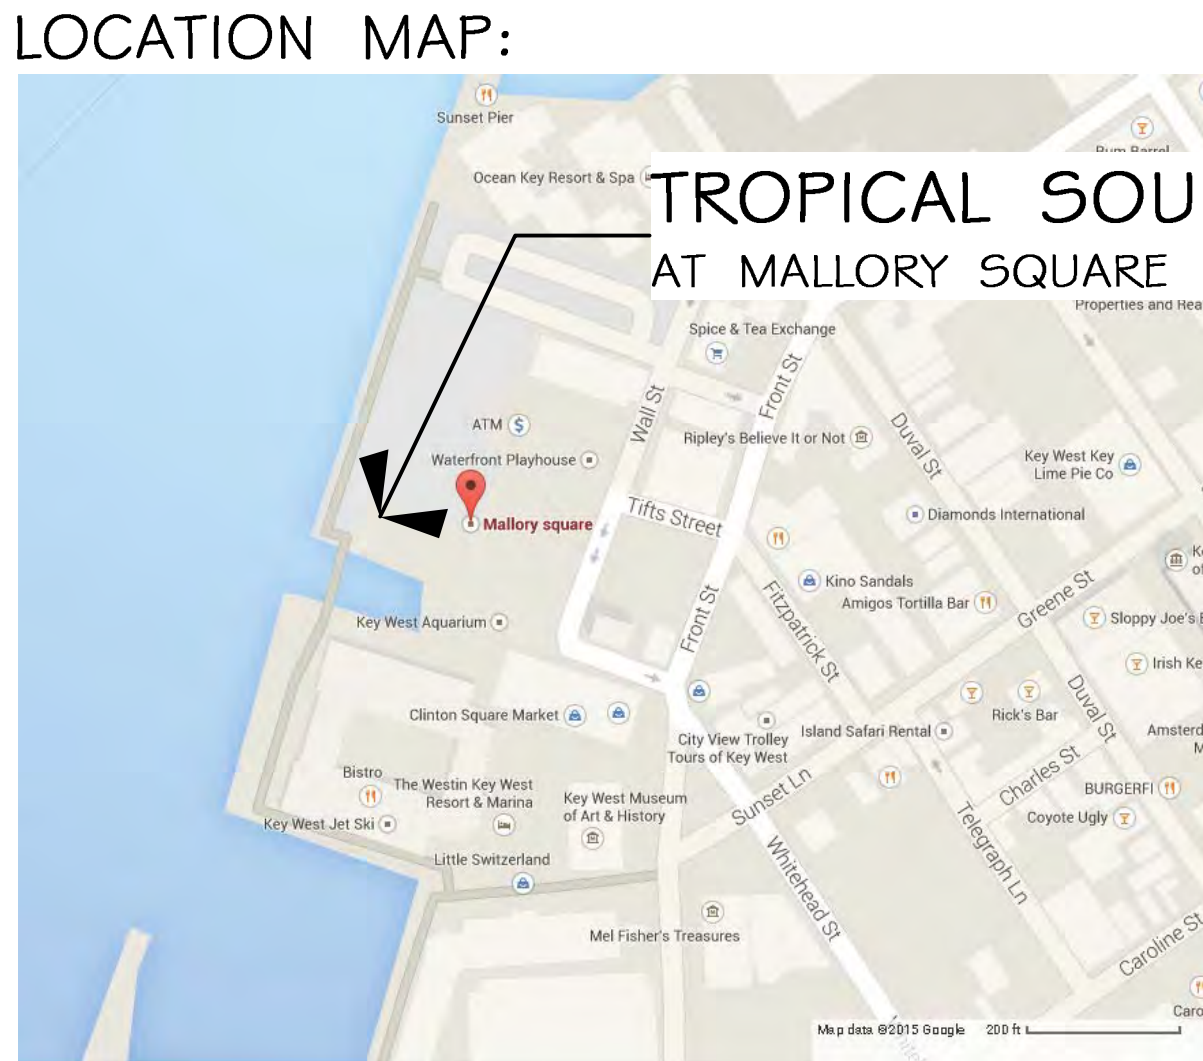 LOCATION MAP:
Sunset Pier
Ocean Key Resort & Spa
TROPICAL SOU
AT MALLORY SQUARE
Properties and Rea
Spice & Tea Exchange
Front St
Wall St
ATM
Ripley's Believe It or Not
Duval St
Waterfront Playhouse
Key West Key
Lime Pie Co
Mallory square
Tifts Street
Diamonds International
Kino Sandals
Amigos Tortilla Bar
Greene St
Sloppy Joe's
Key West Aquarium
Front St
Fitzpatrick St
Irish Ke
Duval St
Clinton Square Market
Rick's Bar
City View Trolley
Tours of Key West
Island Safari Rental
Amsterd
M
Bistro
The Westin Key West
Resort & Marina
Key West Museum
of Art & History
Sunset Ln
Charles St
BURGERFI
Key West Jet Ski
Coyote Ugly
Telegraph Ln
Little Switzerland
Whitehead St
Mel Fisher's Treasures
Caroline St
Caro
Map data ©2015 Google 200 ft